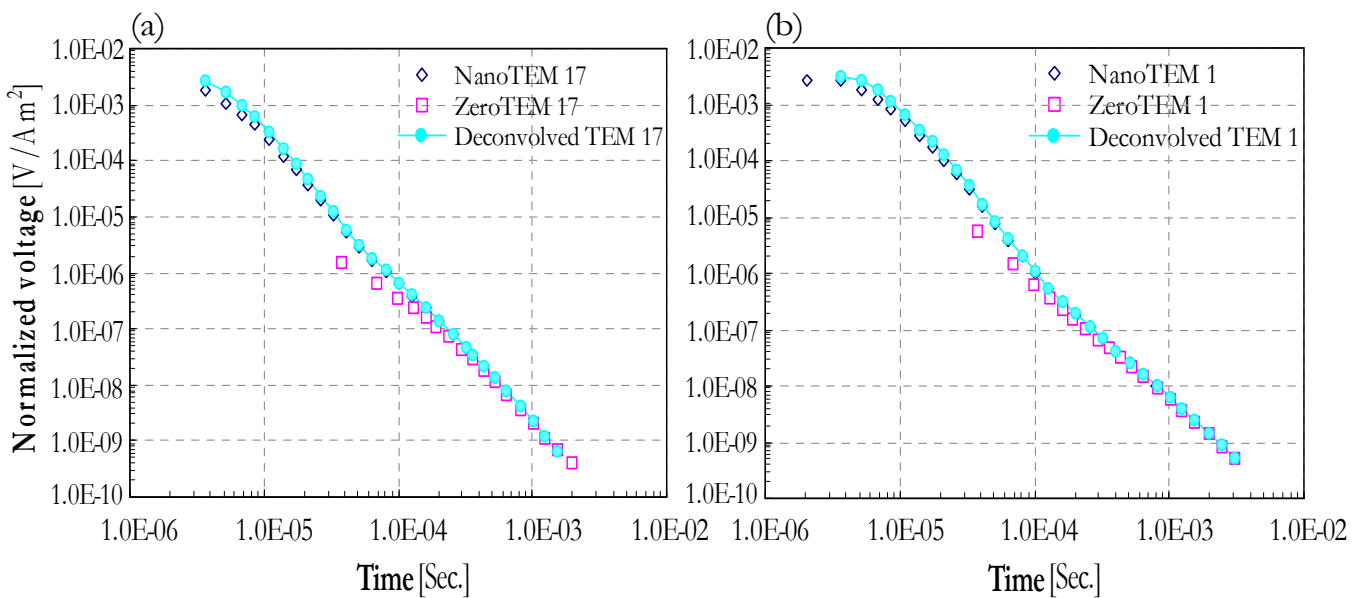 (a)
Normalized voltage [V/Am²]
1.0E-02
1.0E-03
1.0E-04
1.0E-05
1.0E-06
1.0E-07
1.0E-08
1.0E-09
1.0E-10
NanoTEM 17
ZeroTEM 17
Deconvolved TEM 17
1.0E-06 1.0E-05 1.0E-04 1.0E-03 1.0E-02
Time [Sec.]
(b)
1.0E-02
1.0E-03
1.0E-04
1.0E-05
1.0E-06
1.0E-07
1.0E-08
1.0E-09
1.0E-10
NanoTEM 1
ZeroTEM 1
Deconvolved TEM 1
1.0E-06 1.0E-05 1.0E-04 1.0E-03 1.0E-02
Time [Sec.]